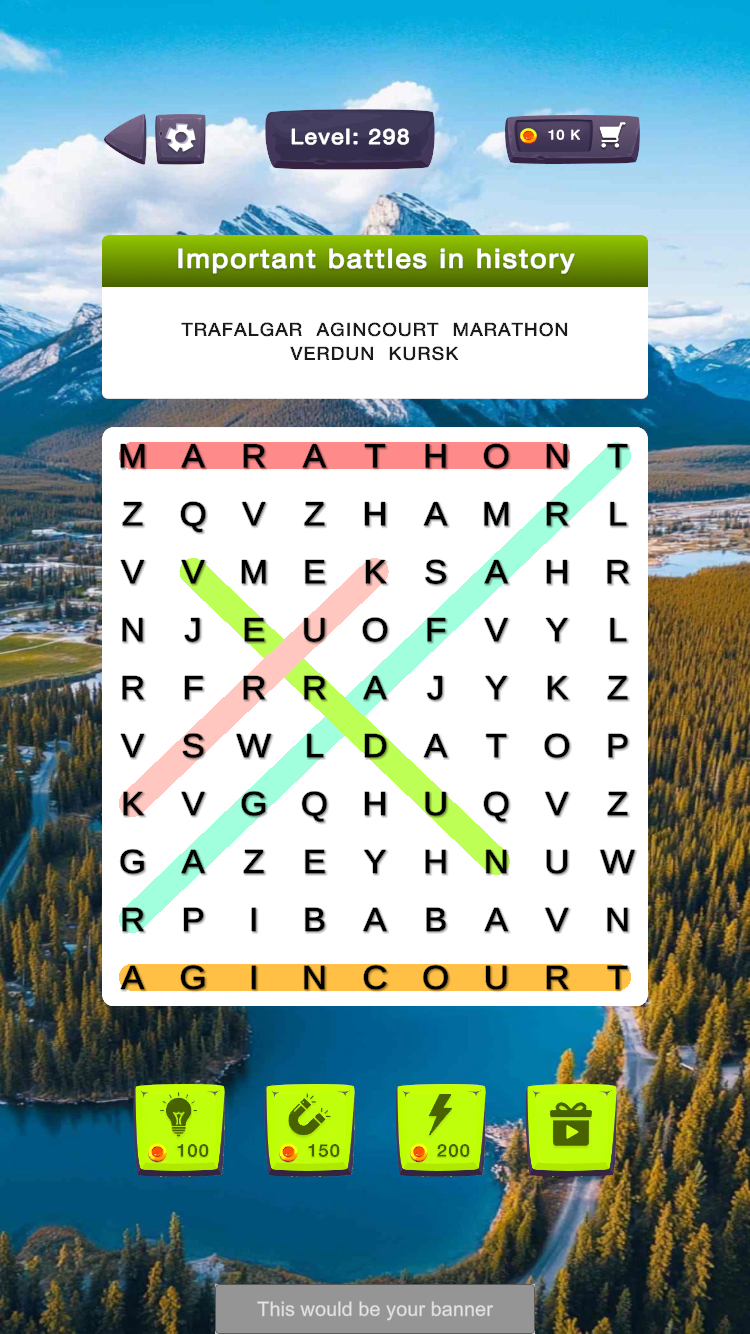 Level: 298
10 K
Important battles in history
TRAFALGAR AGINCOURT MARATHON
VERDUN KURSK
M A R A T H O N T
Z Q V Z H A M R L
V V M E K S A H R
N J E U O F V Y L
R F R R A J Y K Z
V S W L D A T O P
K V G Q H U Q V Z
G A Z E Y H N U W
R P I B A B A V N
A G I N C O U R T
100 150 200
This would be your banner